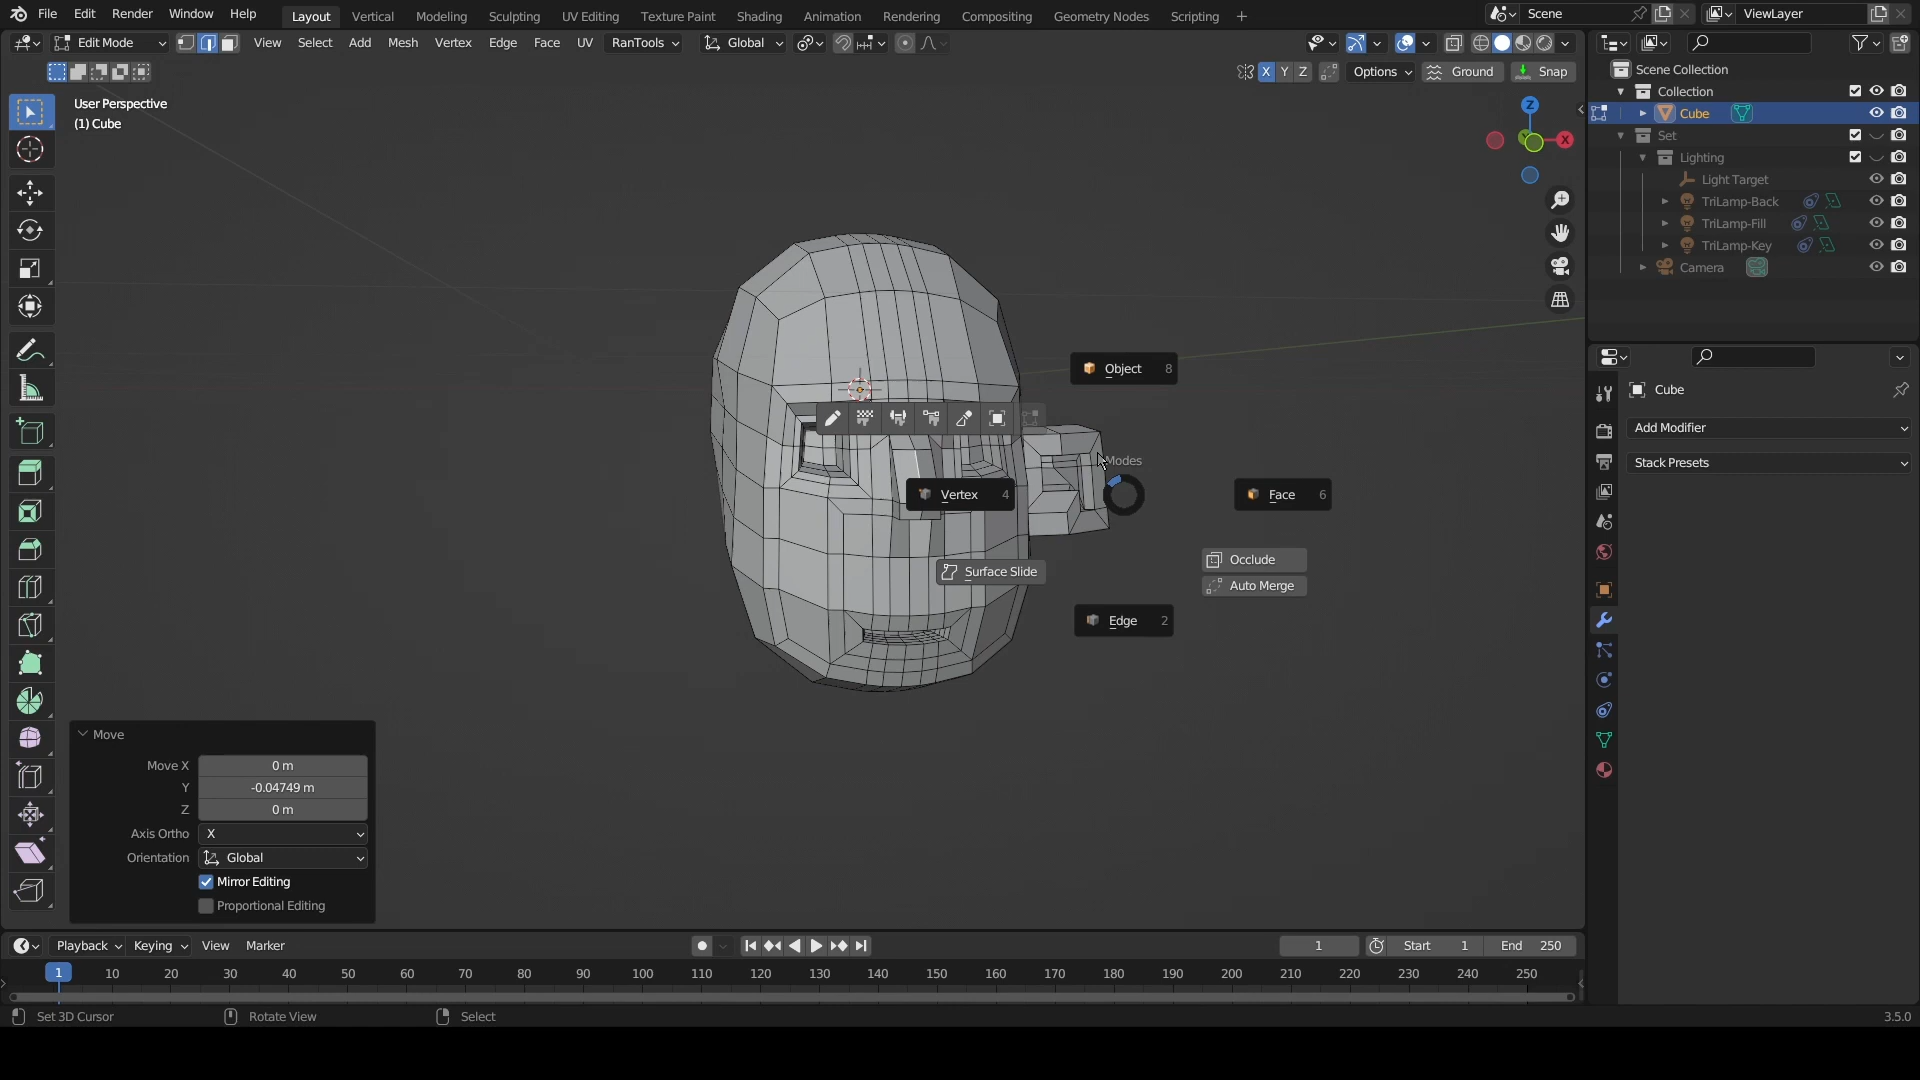 File Edit Render Window Help Layout Vertical Modeling Sculpting UV Editing Texture Paint Shading Animation Rendering Compositing Geometry Nodes Scripting + Scene ViewLayer
Edit Mode View Select Add Mesh Vertex Edge Face UV RanTools Global
X Y Z Options Ground Snap
User Perspective
(1) Cube
Z
X
Scene Collection
Collection
Cube
Set
Lighting
Light Target
TriLamp-Back
TriLamp-Fill
TriLamp-Key
Camera
Cube
Add Modifier
Stack Presets
Object 8
Modes
Vertex 4
Face 6
Surface Slide
Occlude
Auto Merge
Edge 2
Move
Move X 0 m
Y -0.04749 m
Z 0 m
Axis Ortho X
Orientation Global
Mirror Editing
Proportional Editing
Playback Keying View Marker 1 Start 1 End 250
1 10 20 30 40 50 60 70 80 90 100 110 120 130 140 150 160 170 180 190 200 210 220 230 240 250
Set 3D Cursor Rotate View Select 3.5.0